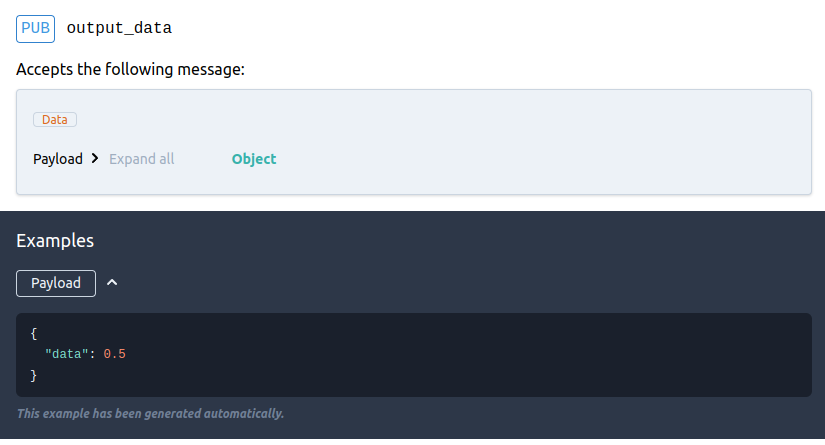 PUB output_data
Accepts the following message:
Data
Payload Expand all Object
Examples
Payload
{
"data": 0.5
}
This example has been generated automatically.